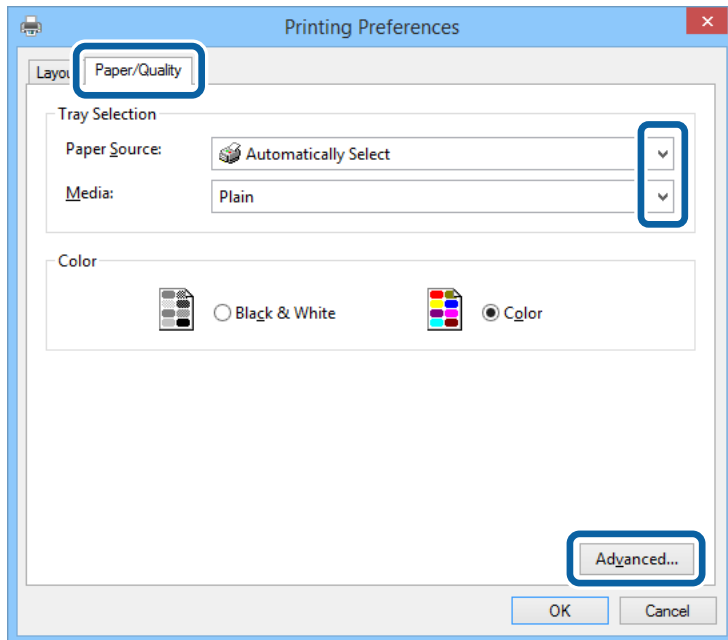 Printing Preferences
Layou
Paper/Quality
Tray Selection
Paper Source:
Automatically Select
Media:
Plain
Color
Black & White
Color
Advanced...
OK
Cancel